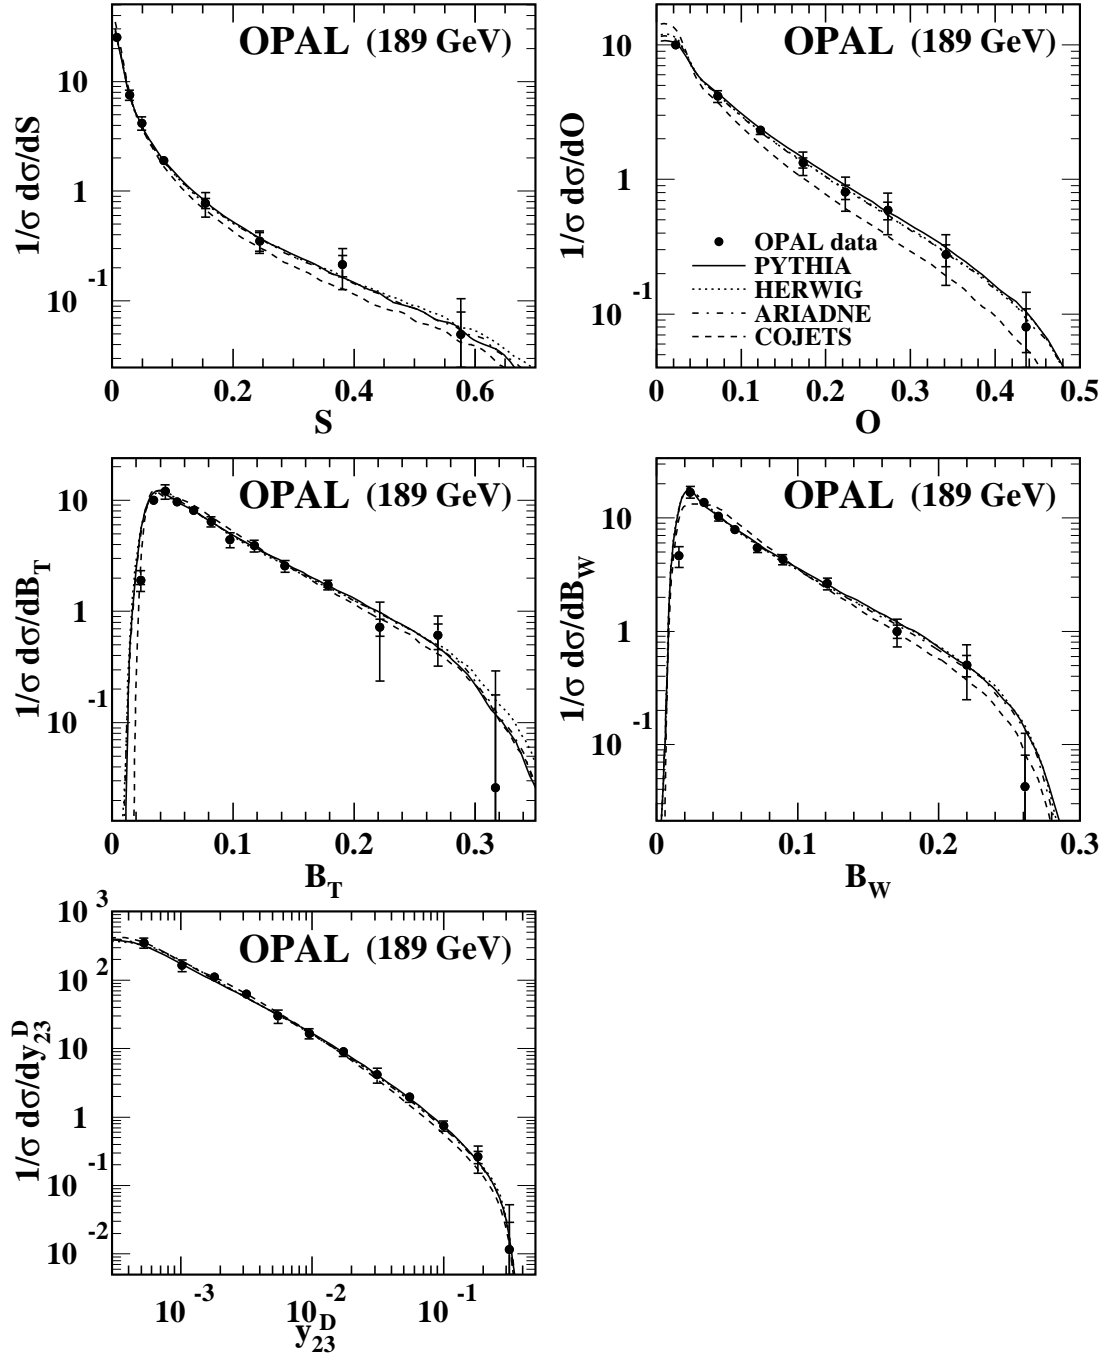 OPAL (189 GeV)
1/σ dσ/dS
10
1
10^-1
0 0.2 0.4 0.6
S
OPAL (189 GeV)
1/σ dσ/dO
10
1
10^-1
OPAL data
PYTHIA
HERWIG
ARIADNE
COJETS
0 0.1 0.2 0.3 0.4 0.5
O
OPAL (189 GeV)
1/σ dσ/dB_T
10
1
10^-1
0 0.1 0.2 0.3
B_T
OPAL (189 GeV)
1/σ dσ/dB_W
10
1
10^-1
0 0.1 0.2 0.3
B_W
OPAL (189 GeV)
1/σ dσ/dy_23^D
10^3
10^2
10
1
10^-1
10^-2
10^-3 10^-2 10^-1
y_23^D